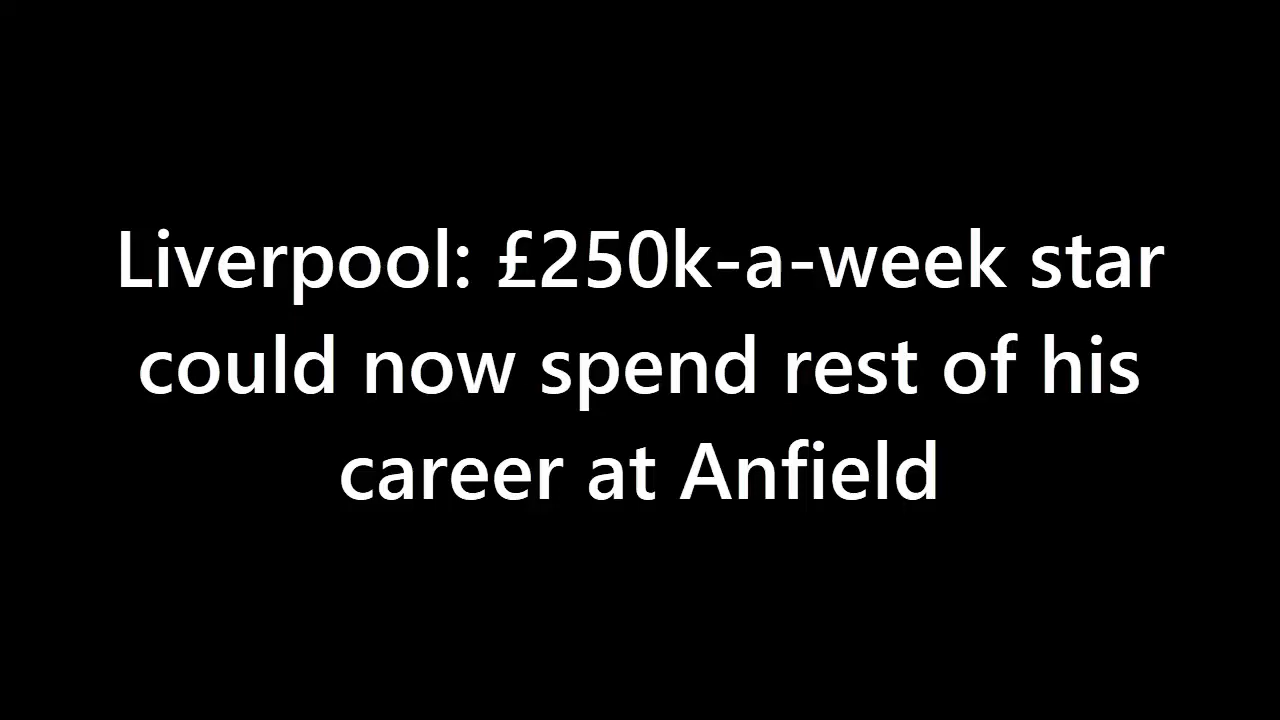 Liverpool: £250k-a-week star
could now spend rest of his
career at Anfield